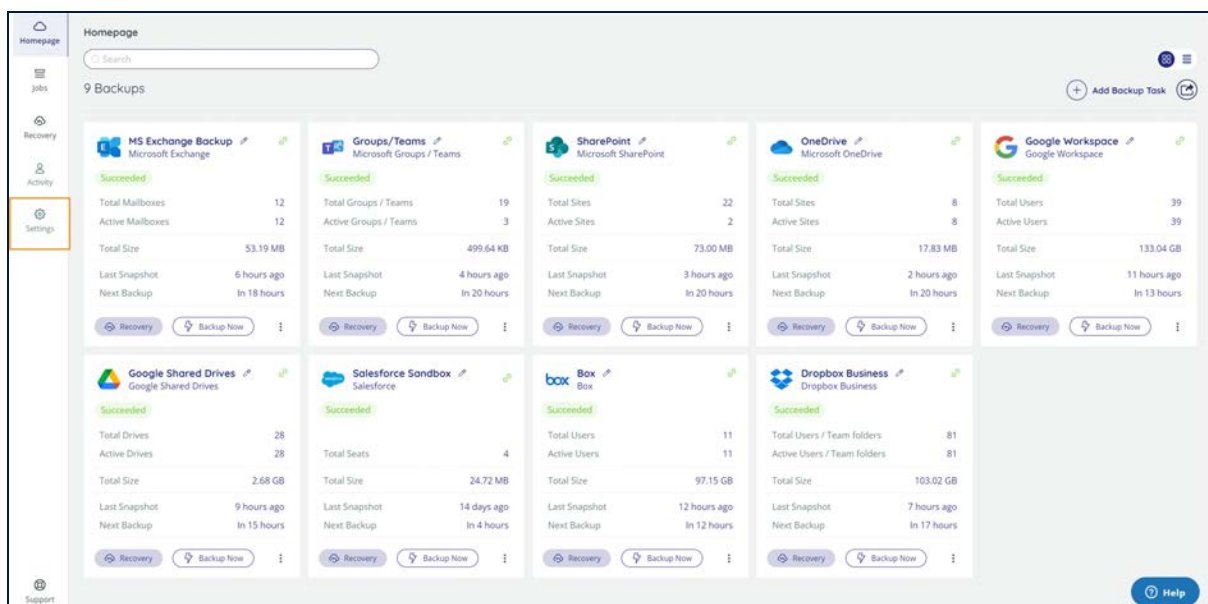 Homepage
Jobs
Recovery
Activity
Settings
Support
Homepage
Search
9 Backups
Add Backup Task
MS Exchange Backup
Microsoft Exchange
Succeeded
Total Mailboxes 12
Active Mailboxes 12
Total Size 53.19 MB
Last Snapshot 6 hours ago
Next Backup In 18 hours
Recovery Backup Now
Groups/Teams
Microsoft Groups / Teams
Succeeded
Total Groups / Teams 19
Active Groups / Teams 3
Total Size 499.64 KB
Last Snapshot 4 hours ago
Next Backup In 20 hours
Recovery Backup Now
SharePoint
Microsoft SharePoint
Succeeded
Total Sites 22
Active Sites 2
Total Size 73.00 MB
Last Snapshot 3 hours ago
Next Backup In 20 hours
Recovery Backup Now
OneDrive
Microsoft OneDrive
Succeeded
Total Sites 8
Active Sites 8
Total Size 17.83 MB
Last Snapshot 2 hours ago
Next Backup In 20 hours
Recovery Backup Now
Google Workspace
Google Workspace
Succeeded
Total Users 39
Active Users 39
Total Size 133.04 GB
Last Snapshot 11 hours ago
Next Backup In 13 hours
Recovery Backup Now
Google Shared Drives
Google Shared Drives
Succeeded
Total Drives 28
Active Drives 28
Total Size 2.68 GB
Last Snapshot 9 hours ago
Next Backup In 15 hours
Recovery Backup Now
Salesforce Sandbox
Salesforce
Succeeded
Total Seats 4
Total Size 24.72 MB
Last Snapshot 14 days ago
Next Backup In 4 hours
Recovery Backup Now
box Box
Box
Succeeded
Total Users 11
Active Users 11
Total Size 97.15 GB
Last Snapshot 12 hours ago
Next Backup In 12 hours
Recovery Backup Now
Dropbox Business
Dropbox Business
Succeeded
Total Users / Team folders 81
Active Users / Team folders 81
Total Size 103.02 GB
Last Snapshot 7 hours ago
Next Backup In 17 hours
Recovery Backup Now
Help